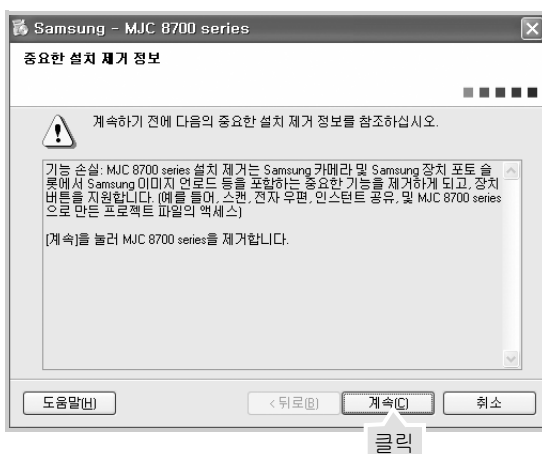 Samsung - MJC 8700 series
중요한 설치 제거 정보
계속하기 전에 다음의 중요한 설치 제거 정보를 참조하십시오.
기능 손실: MJC 8700 series 설치 제거는 Samsung 카메라 및 Samsung 장치 포토 슬
롯에서 Samsung 이미지 언로드 등을 포함하는 중요한 기능을 제거하게 되고, 장치
버튼을 지원합니다. (예를 들어, 스캔, 전자 우편, 인스턴트 공유, 및 MJC 8700 series
으로 만든 프로젝트 파일의 액세스)
[계속]을 눌러 MJC 8700 series을 제거합니다.
도움말(H) < 뒤로(B) 계속(C) 취소
클릭